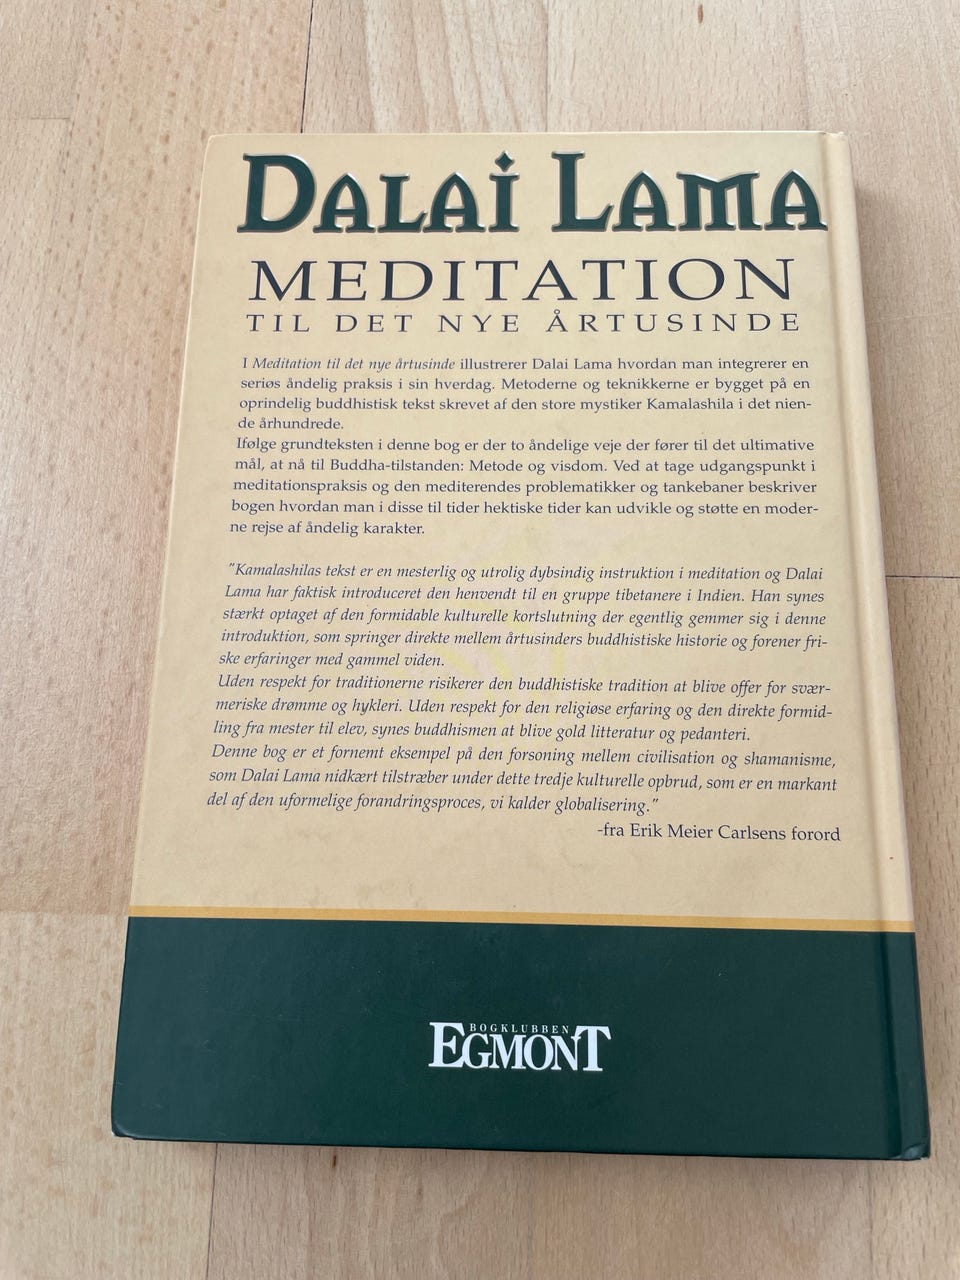 DALAI LAMA
MEDITATION
TIL DET NYE ÅRTUSINDE
I Meditation til det nye årtusinde illustrerer Dalai Lama hvordan man integrerer en
seriøs åndelig praksis i sin hverdag. Metoderne og teknikkerne er bygget på en
oprindelig buddhistisk tekst skrevet af den store mystiker Kamalashila i det nien-
de århundrede.
Ifølge grundteksten i denne bog er der to åndelige veje der fører til det ultimative
mål, at nå til Buddha-tilstanden: Metode og visdom. Ved at tage udgangspunkt i
meditationspraksis og den mediterendes problematikker og tankebaner beskriver
bogen hvordan man i disse til tider hektiske tider kan udvikle og støtte en moder-
ne rejse af åndelig karakter.
"Kamalashilas tekst er en mesterlig og utrolig dybsindig instruktion i meditation og Dalai
Lama har faktisk introduceret den henvendt til en gruppe tibetanere i Indien. Han synes
stærkt optaget af den formidable kulturelle kortslutning der egentlig gemmer sig i denne
introduktion, som springer direkte mellem årtusinders buddhistiske historie og forener fri-
ske erfaringer med gammel viden.
Uden respekt for traditionerne risikerer den buddhistiske tradition at blive offer for svær-
meriske drømme og hykleri. Uden respekt for den religiøse erfaring og den direkte formid-
ling fra mester til elev, synes buddhismen at blive gold litteratur og pedanteri.
Denne bog er et fornemt eksempel på den forsoning mellem civilisation og shamanisme,
som Dalai Lama nidkært tilstræber under dette tredje kulturelle opbrud, som er en markant
del af den uformelige forandringsproces, vi kalder globalisering."
-fra Erik Meier Carlsens forord
BOGKLUBBEN
EGMONT